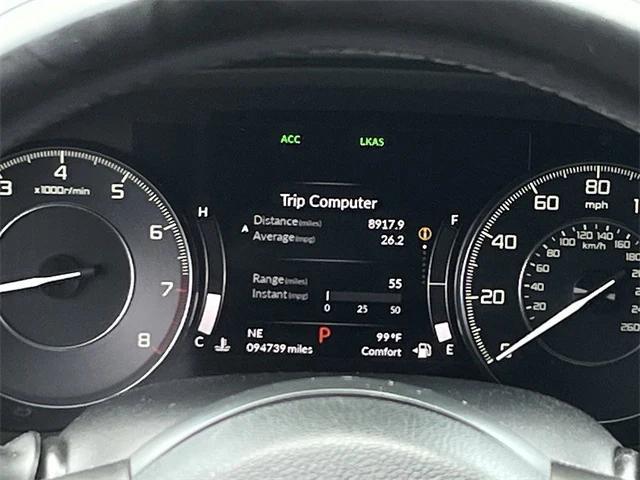 ACC LKAS
Trip Computer
A Distance (miles) 8917.9
Average (mpg) 26.2
Range (miles) 55
Instant (mpg)
0 25 50
NE P 99°F
094739 miles Comfort
H
C
F
E
3 4 5 6 7 8
x1000r/min
0 20 40 60 80
mph
20 40 60 80 100 120 140 160 180
km/h
260